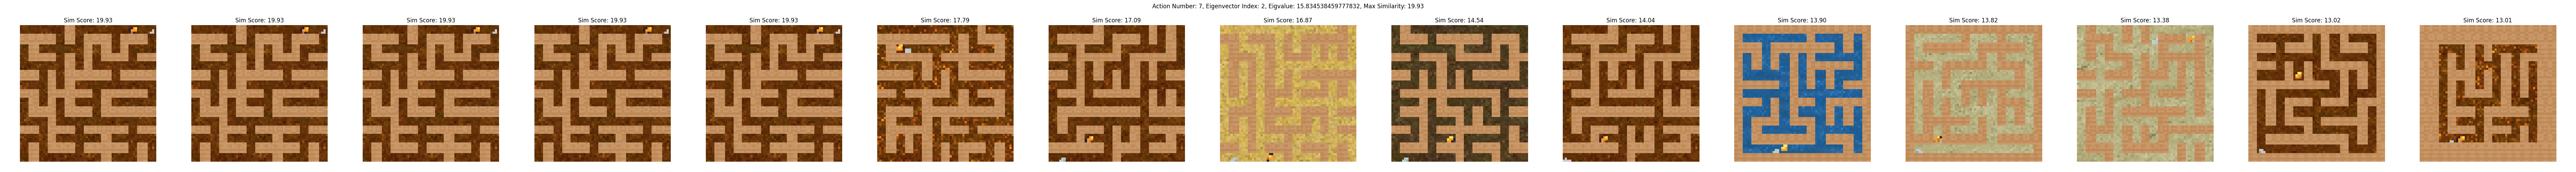 Action Number: 7, Eigenvector Index: 2, Eigvalue: 15.834538459777832, Max Similarity: 19.93
Sim Score: 19.93
Sim Score: 19.93
Sim Score: 19.93
Sim Score: 19.93
Sim Score: 19.93
Sim Score: 17.79
Sim Score: 17.09
Sim Score: 16.87
Sim Score: 14.54
Sim Score: 14.04
Sim Score: 13.90
Sim Score: 13.82
Sim Score: 13.38
Sim Score: 13.02
Sim Score: 13.01